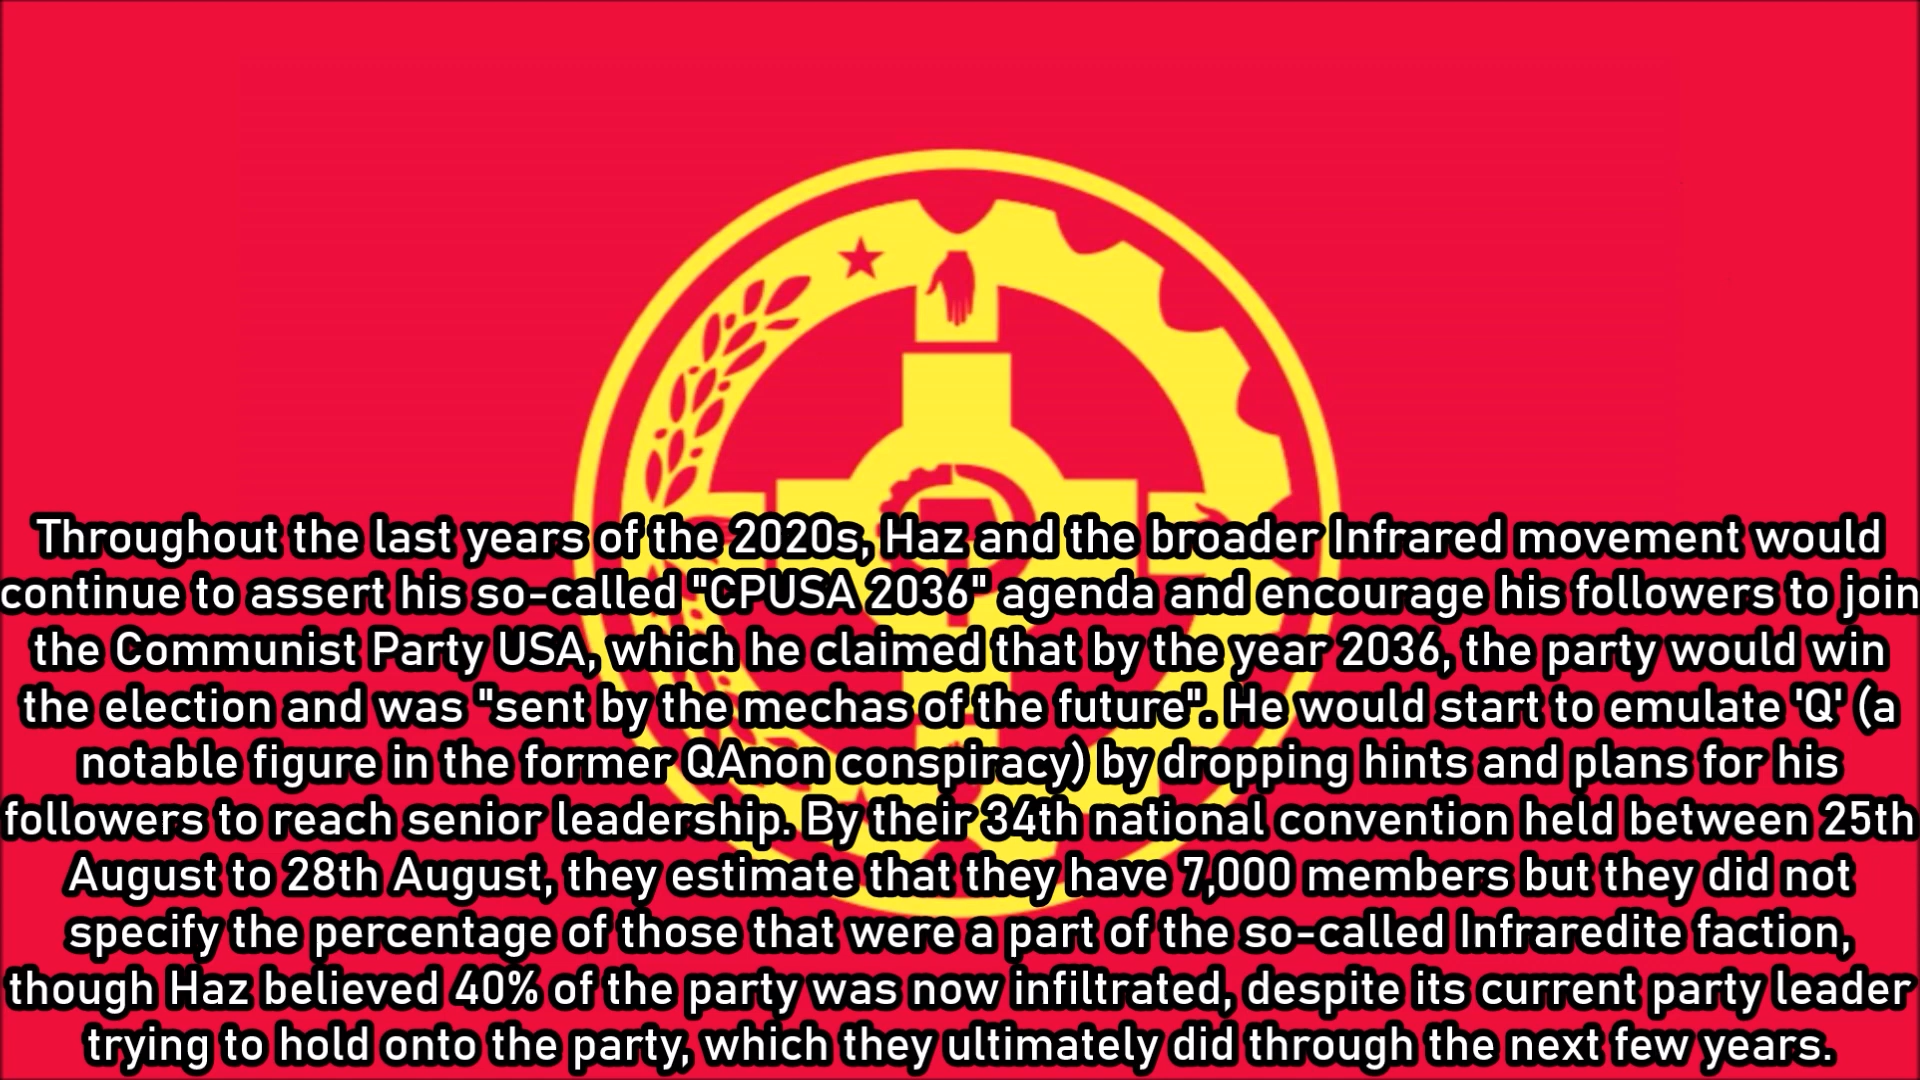 Throughout the last years of the 2020s, Haz and the broader Infrared movement would
continue to assert his so-called "CPUSA 2036" agenda and encourage his followers to join
the Communist Party USA, which he claimed that by the year 2036, the party would win
the election and was "sent by the mechas of the future". He would start to emulate 'Q' (a
notable figure in the former QAnon conspiracy) by dropping hints and plans for his
followers to reach senior leadership. By their 34th national convention held between 25th
August to 28th August, they estimate that they have 7,000 members but they did not
specify the percentage of those that were a part of the so-called Infraredite faction,
though Haz believed 40% of the party was now infiltrated, despite its current party leader
trying to hold onto the party, which they ultimately did through the next few years.